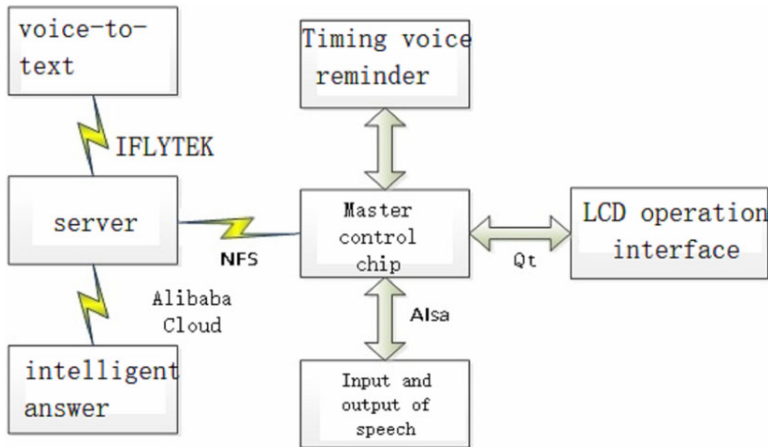 voice-to-
text
Timing voice
reminder
IFLYTEK
server
NFS
Master
control
chip
Qt
LCD operation
interface
Alibaba
Cloud
Alsa
intelligent
answer
Input and
output of
speech